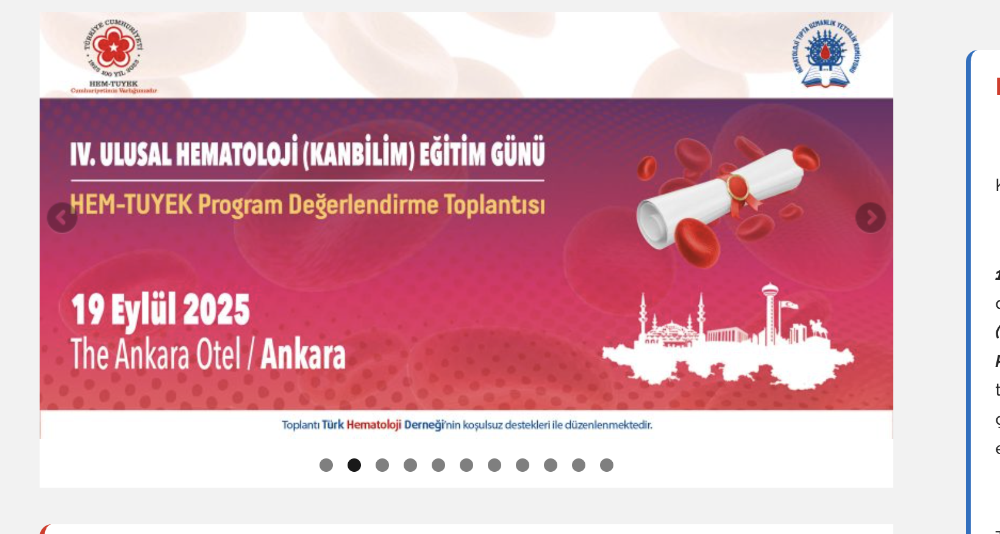 TÜRKİYE CUMHURİYETİ
1923 100 YIL 2023
HEM-TUYEK
Cumhuriyetimiz Varlığımızdır
HEMATOLOJİ TIPTA UZMANLIK YETERLİK KOMİSYONU
IV. ULUSAL HEMATOLOJİ (KANBİLİM) EĞİTİM GÜNÜ
HEM-TUYEK Program Değerlendirme Toplantısı
19 Eylül 2025
The Ankara Otel / Ankara
Toplantı Türk Hematoloji Derneği'nin koşulsuz destekleri ile düzenlenmektedir.